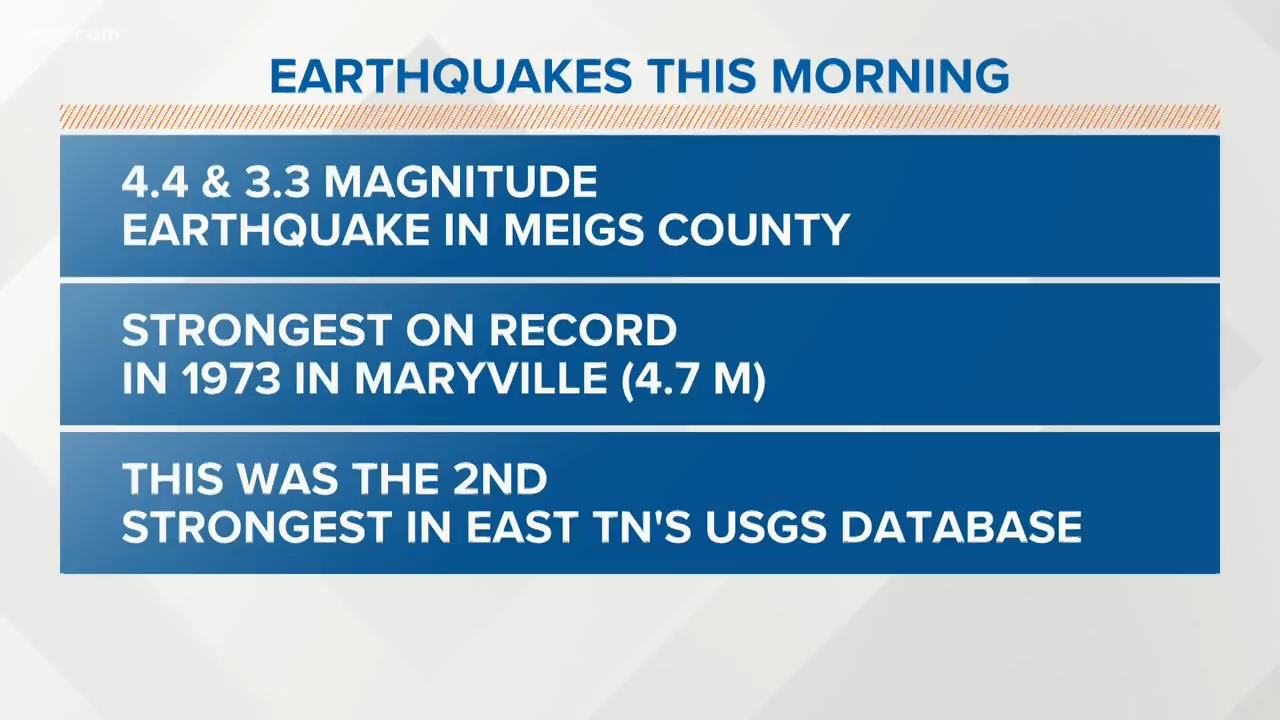 EARTHQUAKES THIS MORNING
4.4 & 3.3 MAGNITUDE
EARTHQUAKE IN MEIGS COUNTY
STRONGEST ON RECORD
IN 1973 IN MARYVILLE (4.7 M)
THIS WAS THE 2ND
STRONGEST IN EAST TN'S USGS DATABASE